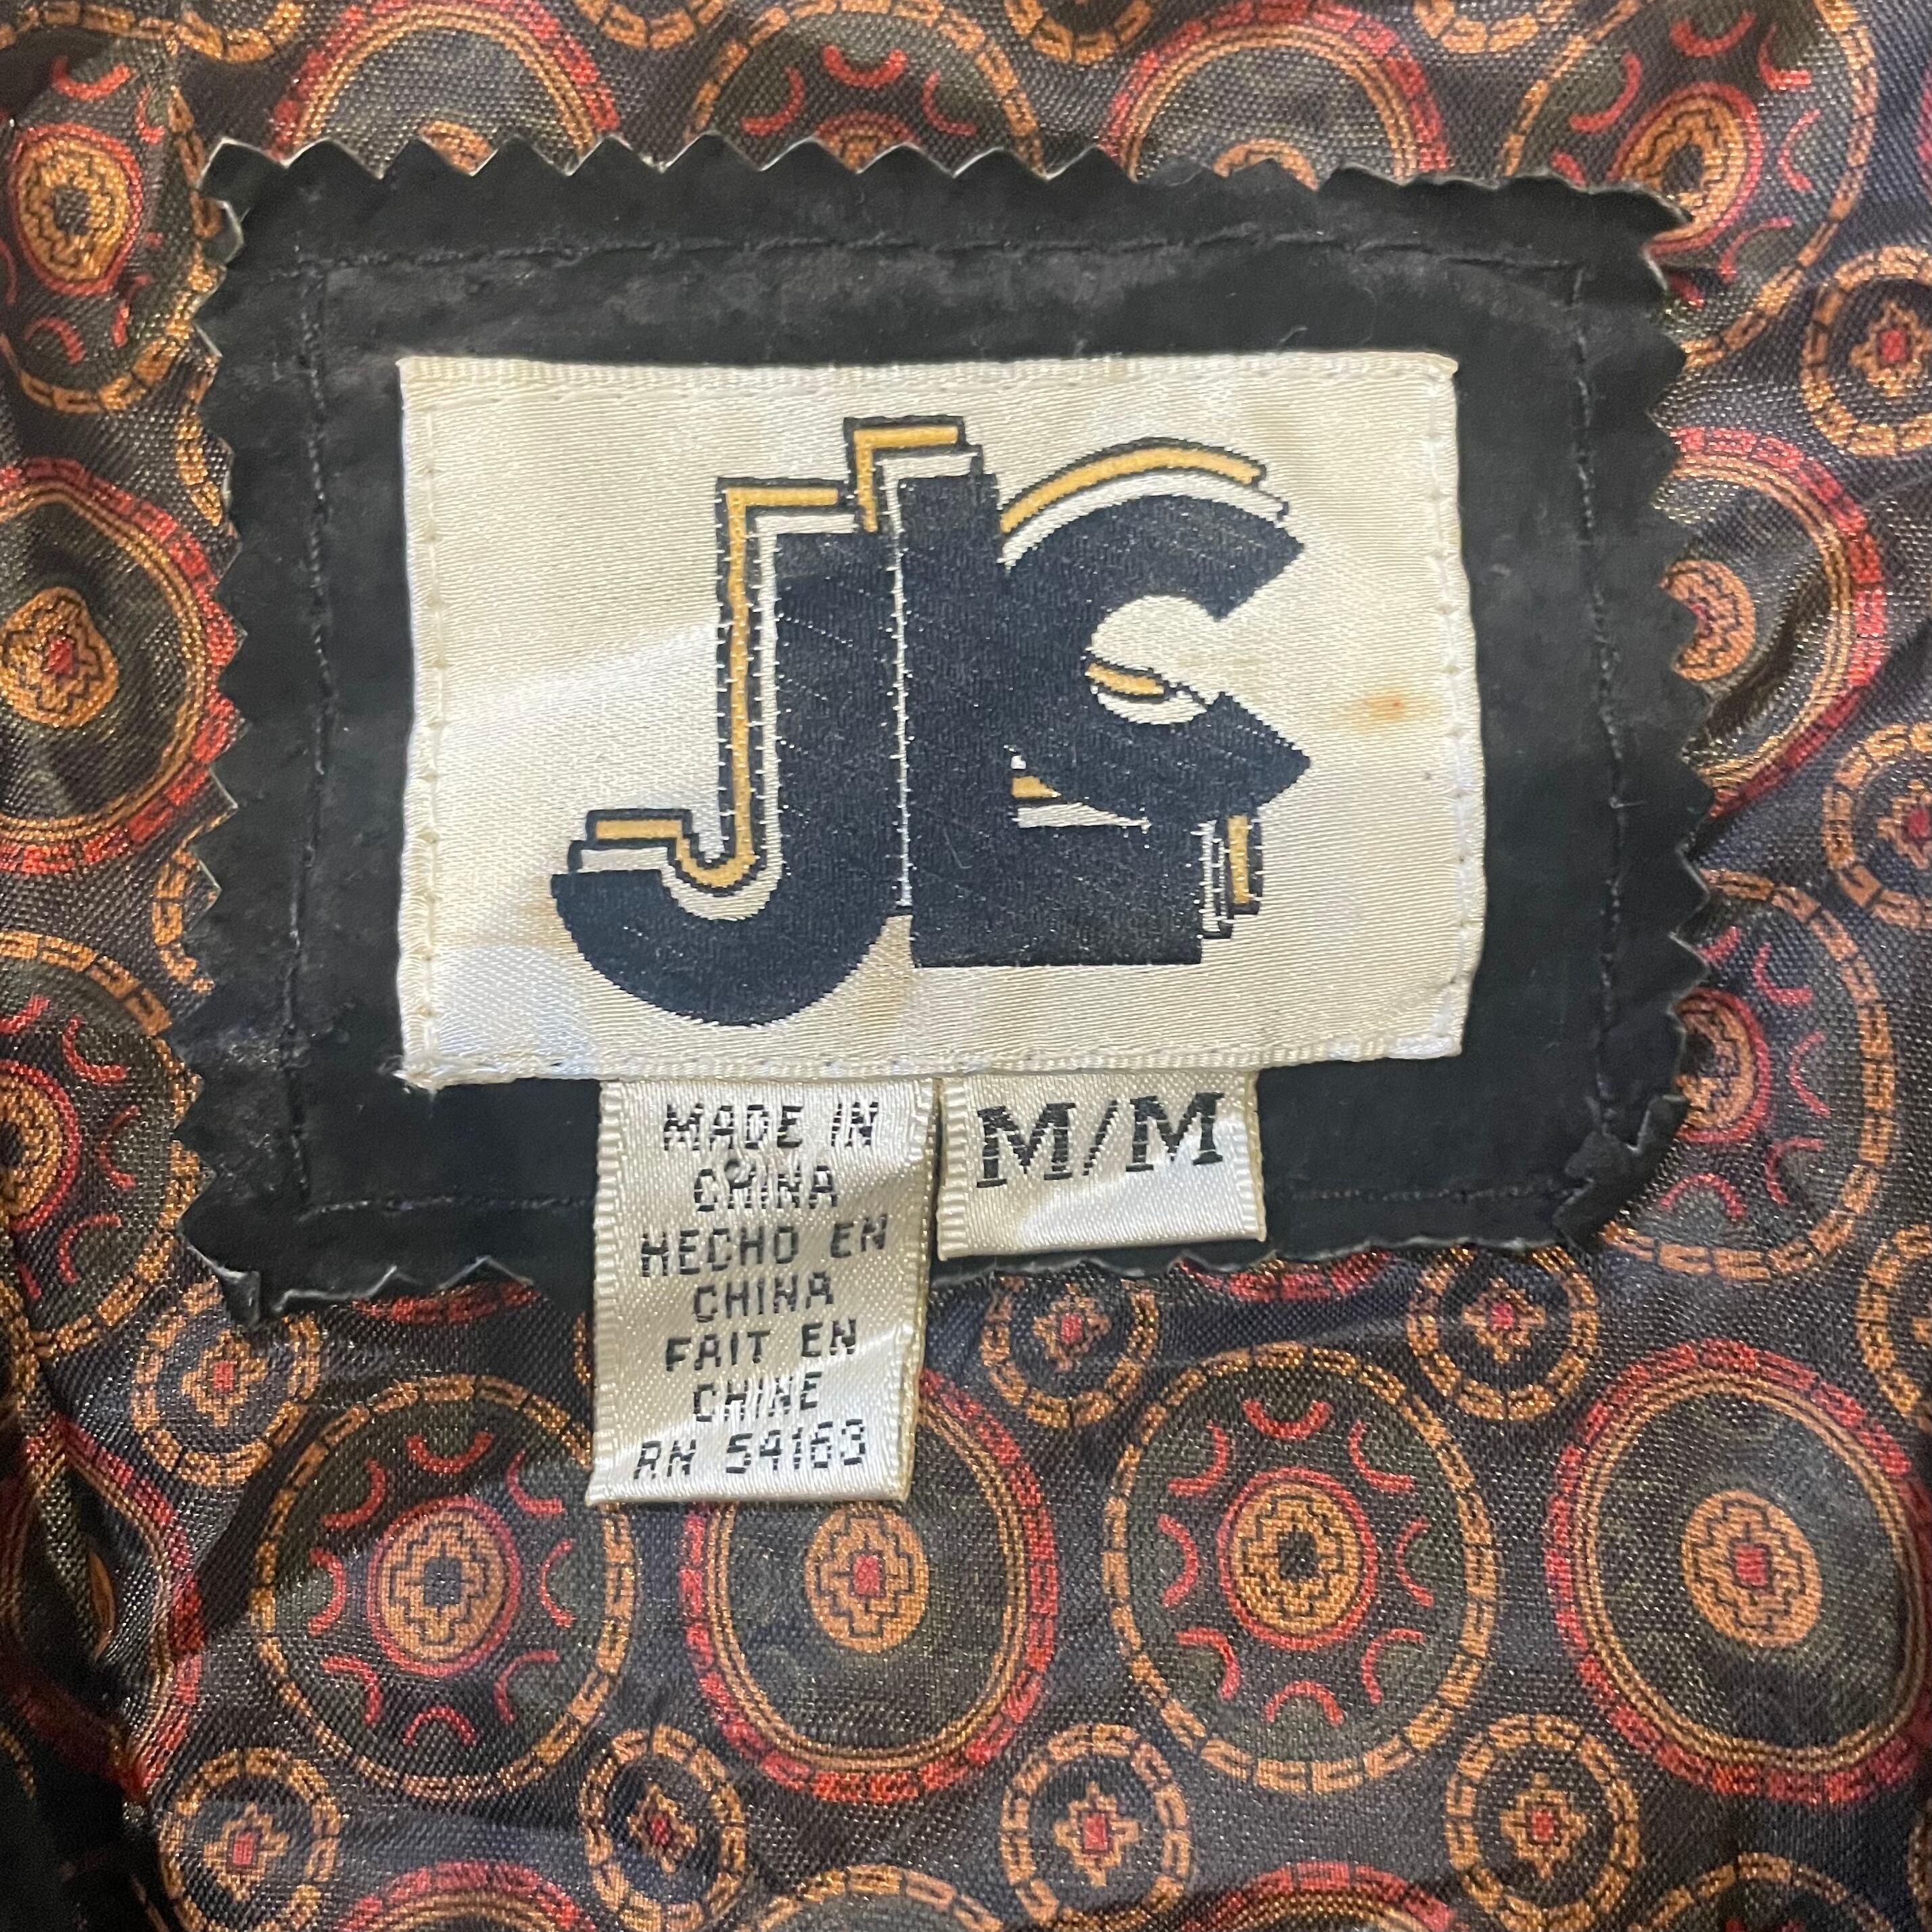 JLC
MADE IN
CHINA
HECHO EN
CHINA
FAIT EN
CHINE
RN 54163
M/M